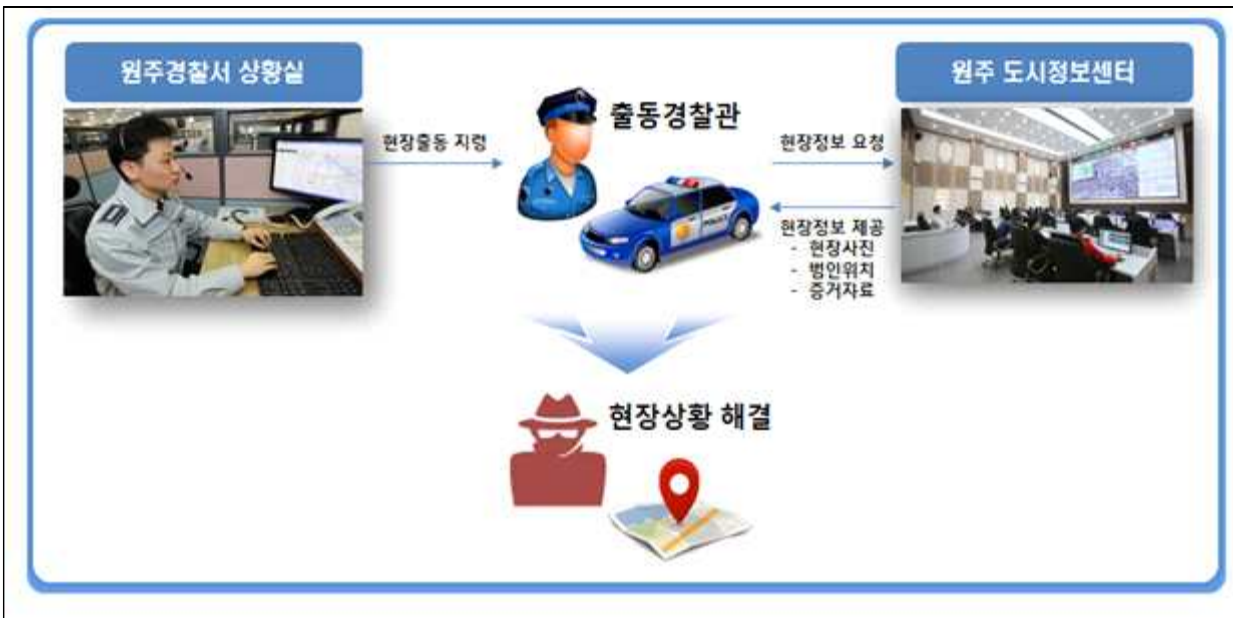 원주경찰서 상황실
원주 도시정보센터
출동경찰관
현장출동 지령
현장정보 요청
현장정보 제공
- 현장사진
- 범인위치
- 증거자료
POLICE
현장상황 해결